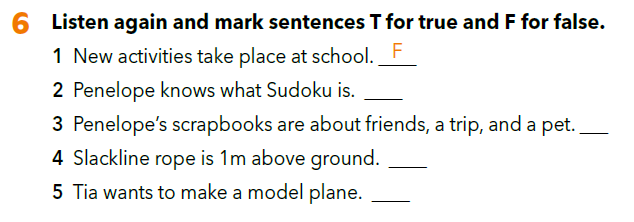 6 Listen again and mark sentences T for true and F for false.
1 New activities take place at school. F
2 Penelope knows what Sudoku is. ____
3 Penelope's scrapbooks are about friends, a trip, and a pet. ___
4 Slackline rope is 1m above ground. ____
5 Tia wants to make a model plane. ____